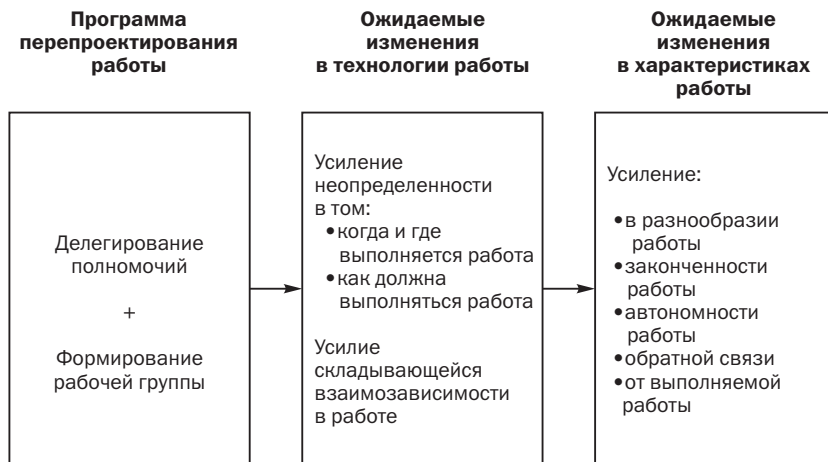 Программа
перепроектирования
работы
Ожидаемые
изменения
в технологии работы
Ожидаемые
изменения
в характеристиках
работы
Делегирование
полномочий
+
Формирование
рабочей группы
Усиление
неопределенности
в том:
•когда и где
выполняется работа
•как должна
выполняться работа
Усилие
складывающейся
взаимозависимости
в работе
Усиление:
•в разнообразии
работы
•законченности
работы
•автономности
работы
•обратной связи
•от выполняемой
работы